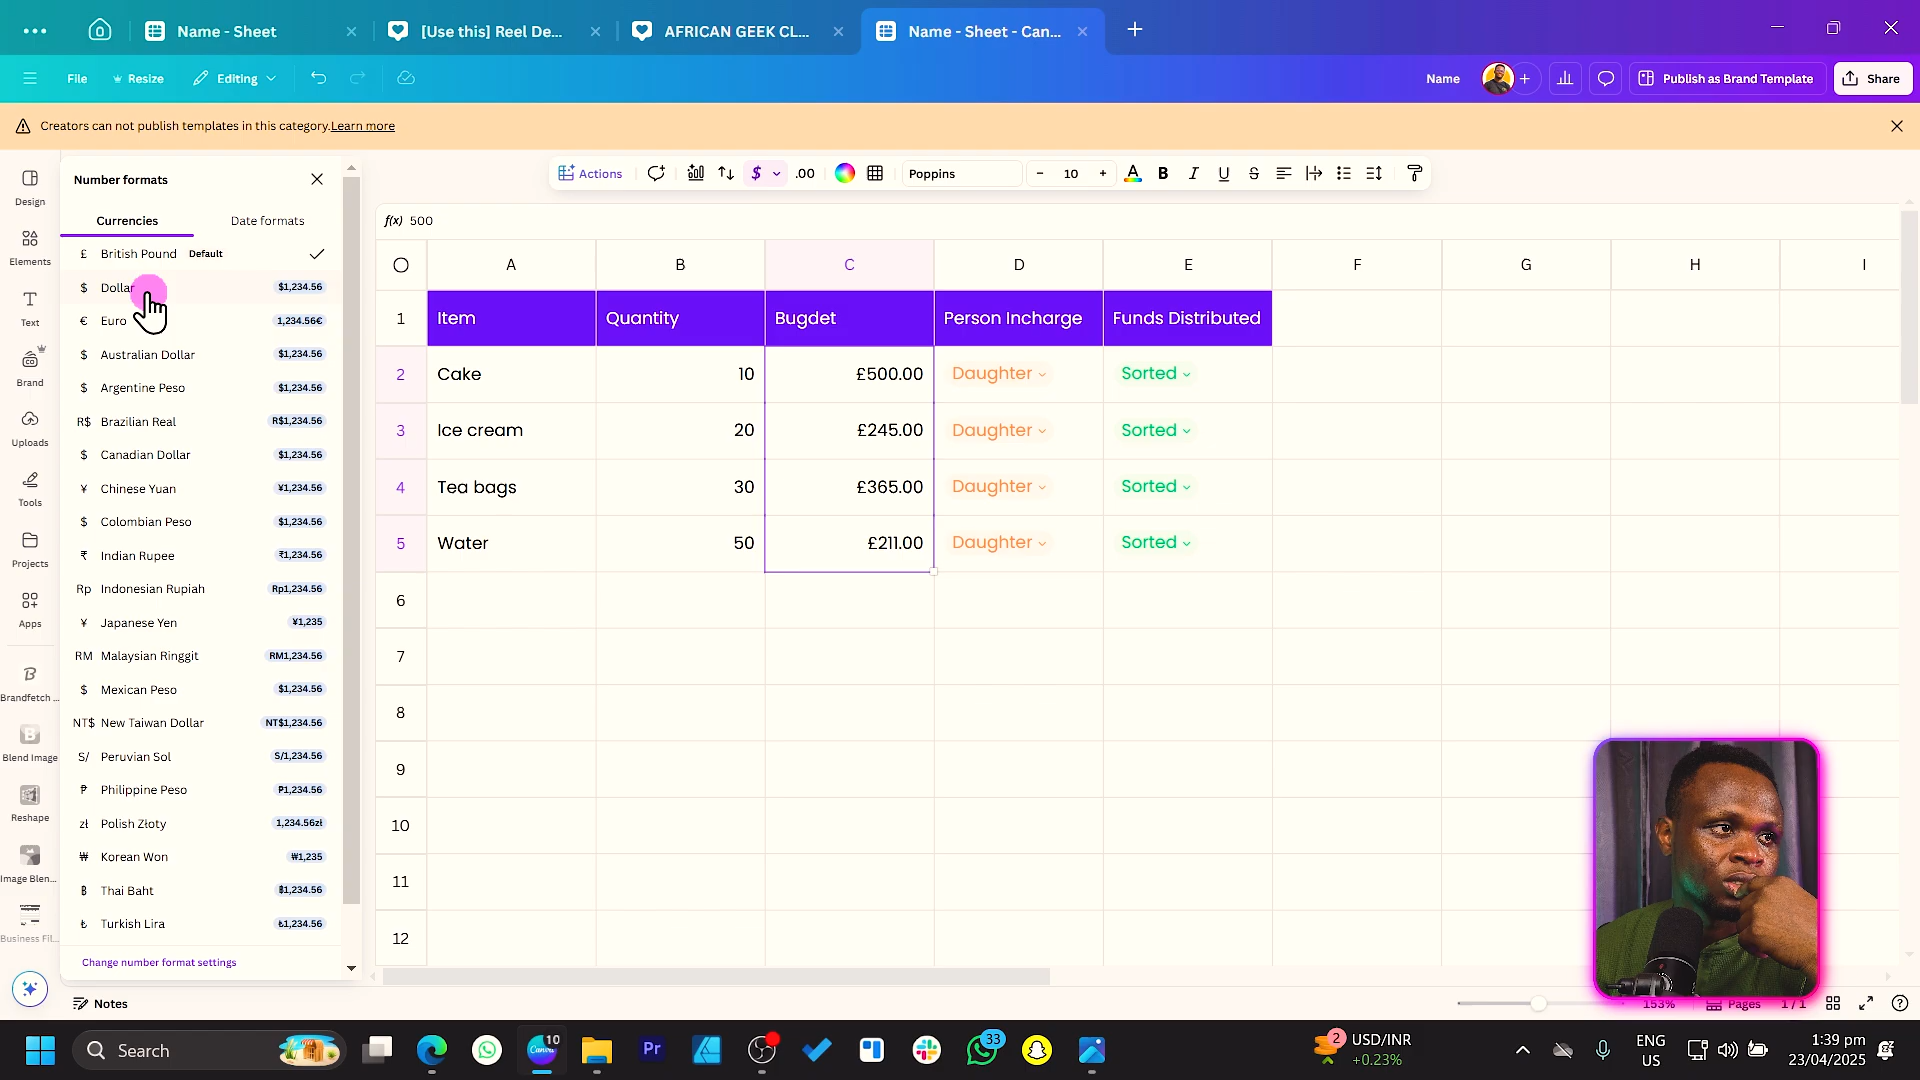 Name - Sheet
[Use this] Reel De...
AFRICAN GEEK CL...
Name - Sheet - Can...
File
Resize
Editing
Name
Publish as Brand Template
Share
Creators can not publish templates in this category.Learn more
Design
Elements
Text
Brand
Uploads
Tools
Projects
Apps
Brandfetch ...
Blend Image
Reshape
Image Blen...
Business Fil...
Number formats
Currencies
Date formats
£ British Pound Default
$ Dollar $1,234.56
€ Euro 1,234.56€
$ Australian Dollar $1,234.56
$ Argentine Peso $1,234.56
R$ Brazilian Real R$1,234.56
$ Canadian Dollar $1,234.56
¥ Chinese Yuan ¥1,234.56
$ Colombian Peso $1,234.56
₹ Indian Rupee ₹1,234.56
Rp Indonesian Rupiah Rp1,234.56
¥ Japanese Yen ¥1,235
RM Malaysian Ringgit RM1,234.56
$ Mexican Peso $1,234.56
NT$ New Taiwan Dollar NT$1,234.56
S/ Peruvian Sol S/1,234.56
₱ Philippine Peso ₱1,234.56
zł Polish Złoty 1,234.56zł
₩ Korean Won ₩1,235
฿ Thai Baht ฿1,234.56
₺ Turkish Lira ₺1,234.56
Change number format settings
Actions $ .00 Poppins - 10 + A B I U S
f(x) 500
A B C D E F G H I
1 Item Quantity Bugdet Person Incharge Funds Distributed
2 Cake 10 £500.00 Daughter Sorted
3 Ice cream 20 £245.00 Daughter Sorted
4 Tea bags 30 £365.00 Daughter Sorted
5 Water 50 £211.00 Daughter Sorted
6
7
8
9
10
11
12
Notes
153%
Pages
1 / 1
Search
10
Pr
33
2
USD/INR
+0.23%
ENG
US
1:39 pm
23/04/2025